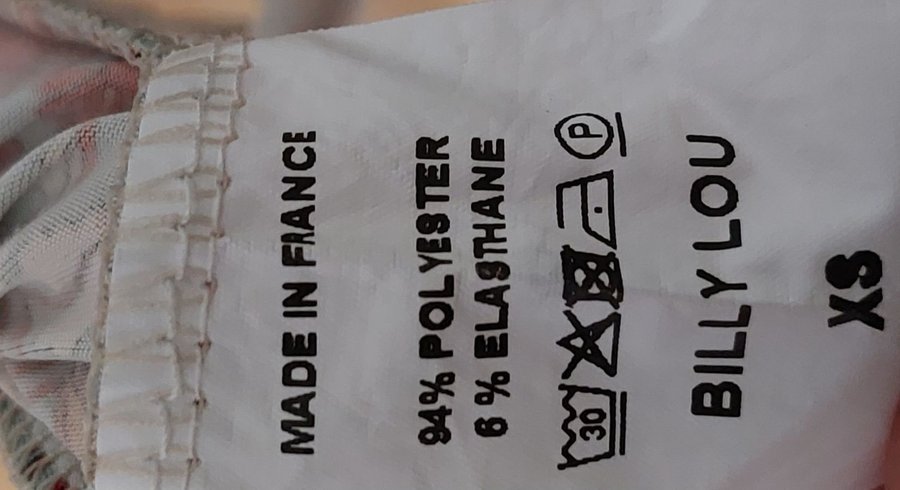 MADE IN FRANCE
94% POLYESTER
6 % ELASTHANE
30 P
BILLY LOU
XS